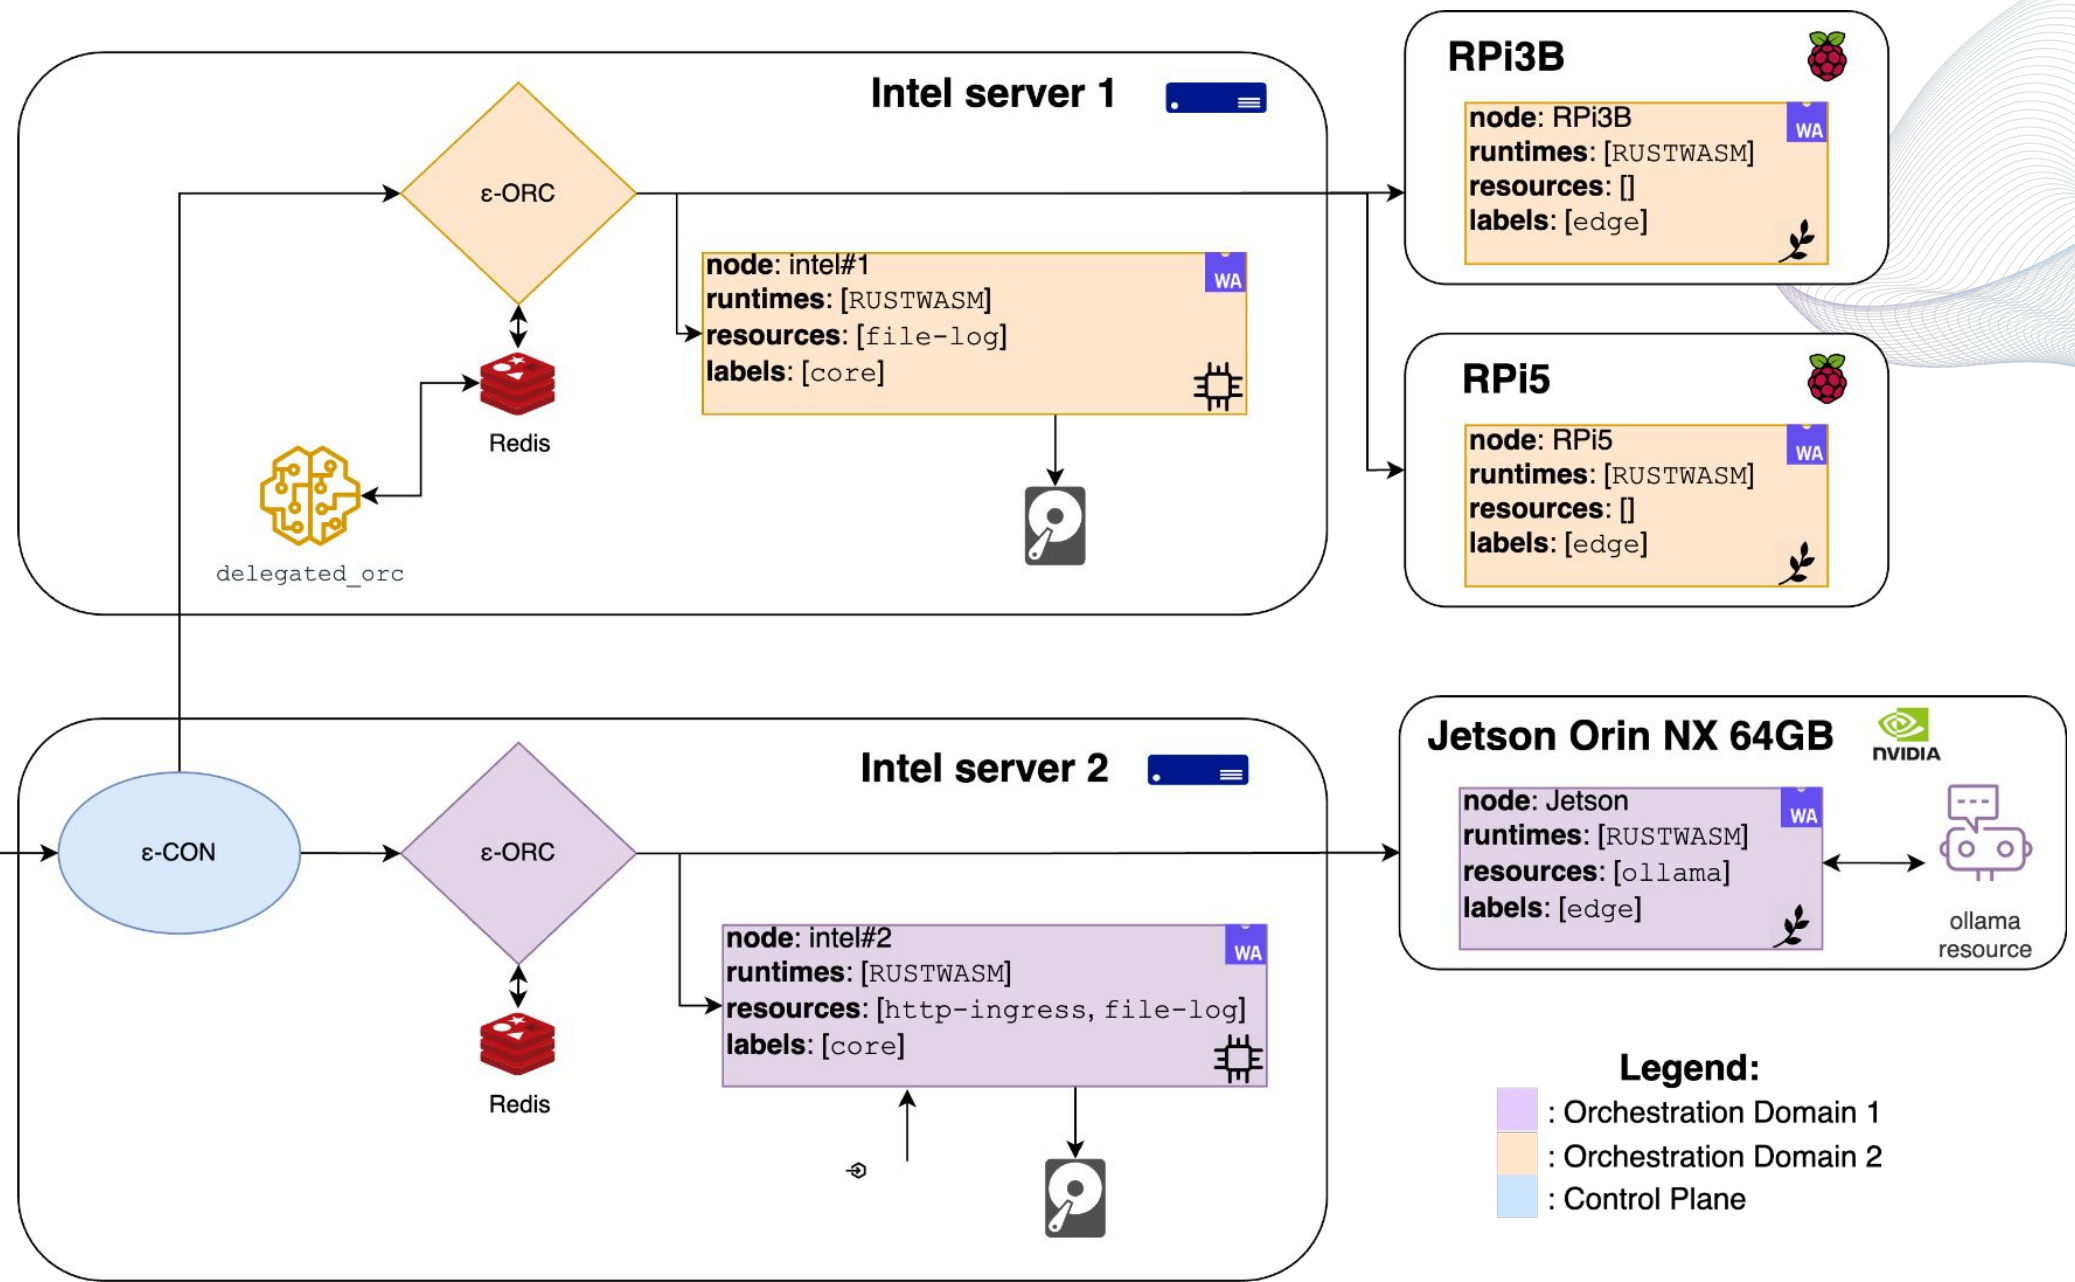 Intel server 1
ε-ORC
node: intel#1
runtimes: [RUSTWASM]
resources: [file-log]
labels: [core]
WA
Redis
delegated_orc
RPi3B
node: RPi3B
runtimes: [RUSTWASM]
resources: []
labels: [edge]
WA
RPi5
node: RPi5
runtimes: [RUSTWASM]
resources: []
labels: [edge]
WA
Intel server 2
ε-CON
ε-ORC
node: intel#2
runtimes: [RUSTWASM]
resources: [http-ingress, file-log]
labels: [core]
WA
Redis
Jetson Orin NX 64GB
NVIDIA
node: Jetson
runtimes: [RUSTWASM]
resources: [ollama]
labels: [edge]
WA
ollama
resource
Legend:
: Orchestration Domain 1
: Orchestration Domain 2
: Control Plane